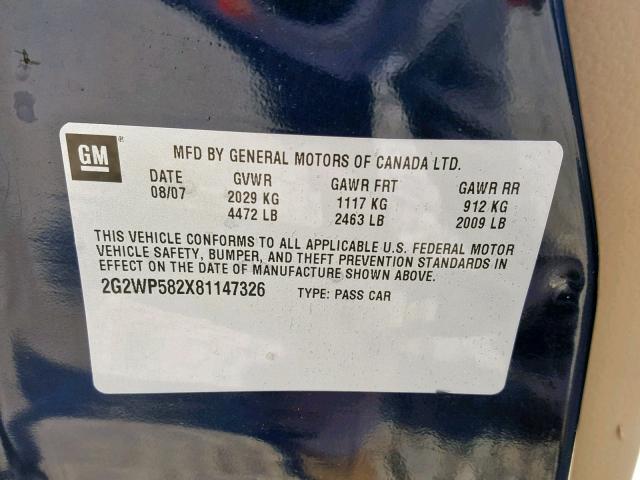 GM®
MFD BY GENERAL MOTORS OF CANADA LTD.
DATE GVWR GAWR FRT GAWR RR
08/07 2029 KG 1117 KG 912 KG
4472 LB 2463 LB 2009 LB
THIS VEHICLE CONFORMS TO ALL APPLICABLE U.S. FEDERAL MOTOR
VEHICLE SAFETY, BUMPER, AND THEFT PREVENTION STANDARDS IN
EFFECT ON THE DATE OF MANUFACTURE SHOWN ABOVE.
2G2WP582X81147326 TYPE: PASS CAR